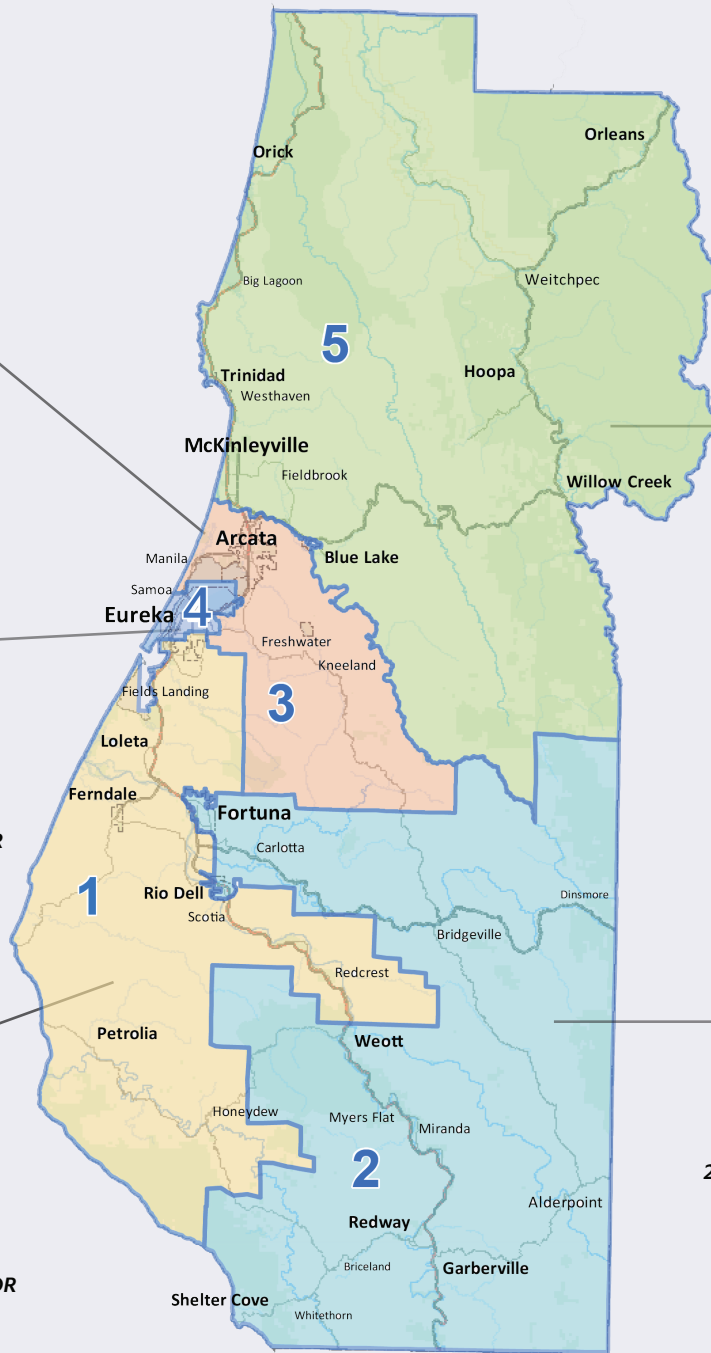 Orleans
Orick
Big Lagoon
Weitchpec
5
Trinidad
Hoopa
Westhaven
McKinleyville
Fieldbrook
Willow Creek
Arcata
Manila
Blue Lake
Samoa
Eureka 4
Freshwater
Kneeland
Fields Landing
3
Loleta
Ferndale
Fortuna
R
Carlotta
1
Rio Dell
Dinsmore
Scotia
Bridgeville
Redcrest
Petrolia
Weott
Honeydew
Myers Flat
Miranda
2
2
Alderpoint
Redway
Briceland
Garberville
OR
Shelter Cove
Whitethorn